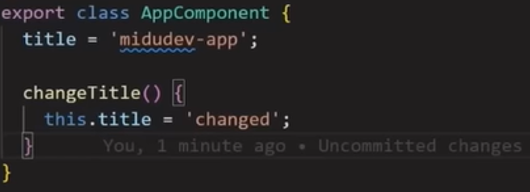 export class AppComponent {
title = 'midudev-app';
changeTitle() {
this.title = 'changed';
} You, 1 minute ago • Uncommitted changes
}